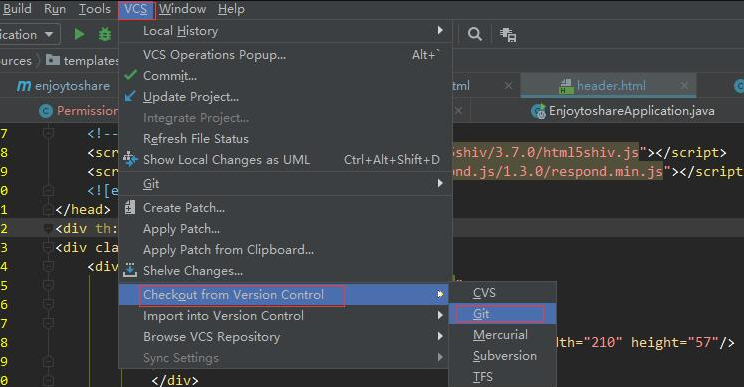 Build Run Tools VCS Window Help
ication
Local History
ources templates
VCS Operations Popup... Alt+`
enjoytoshare
Commit...
tml header.html
Update Project...
Permission
Integrate Project...
EnjoytoshareApplication.java
Refresh File Status
7 <!--
Show Local Changes as UML Ctrl+Alt+Shift+D
8 <scr 5shiv/3.7.0/html5shiv.js"></script>
9 <scr ond.js/1.3.0/respond.min.js"></script
Git
0 <![e
1 </head>
Create Patch...
2 <div th:
Apply Patch...
3 <div cla
Apply Patch from Clipboard...
4 <div
Shelve Changes...
5
Checkout from Version Control
CVS
6
Import into Version Control
Git
7
Browse VCS Repository
Mercurial
8 dth="210" height="57"/>
Sync Settings
Subversion
9
TFS
0 </div>